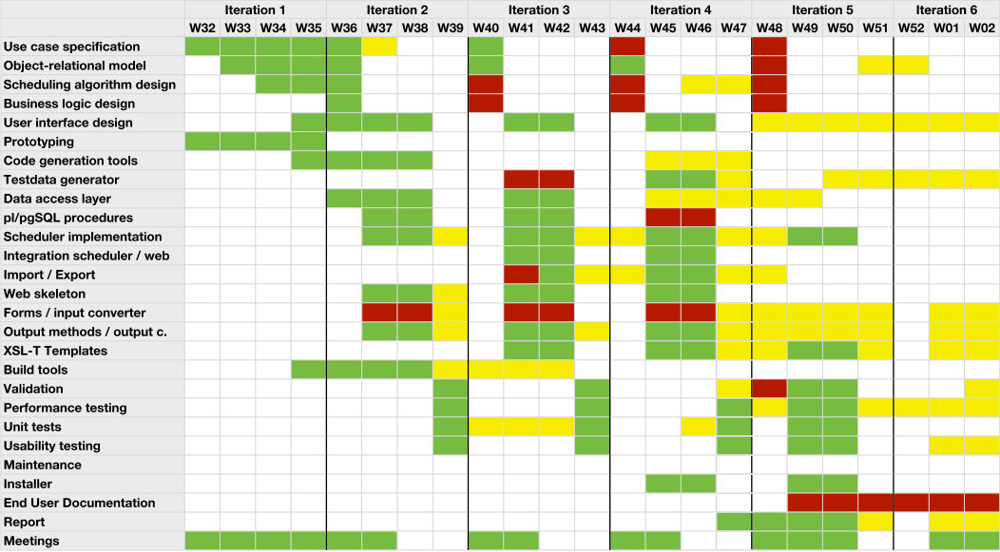 Iteration 1 Iteration 2 Iteration 3 Iteration 4 Iteration 5 Iteration 6
W32 W33 W34 W35 W36 W37 W38 W39 W40 W41 W42 W43 W44 W45 W46 W47 W48 W49 W50 W51 W52 W01 W02
Use case specification
Object-relational model
Scheduling algorithm design
Business logic design
User interface design
Prototyping
Code generation tools
Testdata generator
Data access layer
pl/pgSQL procedures
Scheduler implementation
Integration scheduler / web
Import / Export
Web skeleton
Forms / input converter
Output methods / output c.
XSL-T Templates
Build tools
Validation
Performance testing
Unit tests
Usability testing
Maintenance
Installer
End User Documentation
Report
Meetings